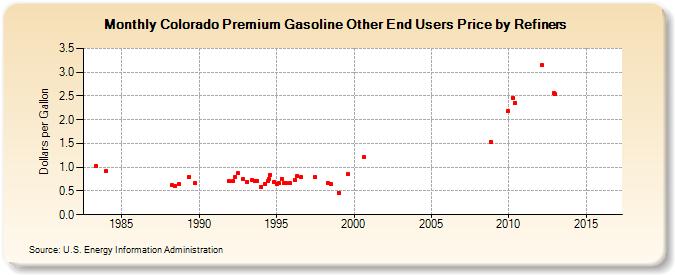 Monthly Colorado Premium Gasoline Other End Users Price by Refiners
Dollars per Gallon
3.5
3.0
2.5
2.0
1.5
1.0
0.5
0.0
1985 1990 1995 2000 2005 2010 2015
Source: U.S. Energy Information Administration